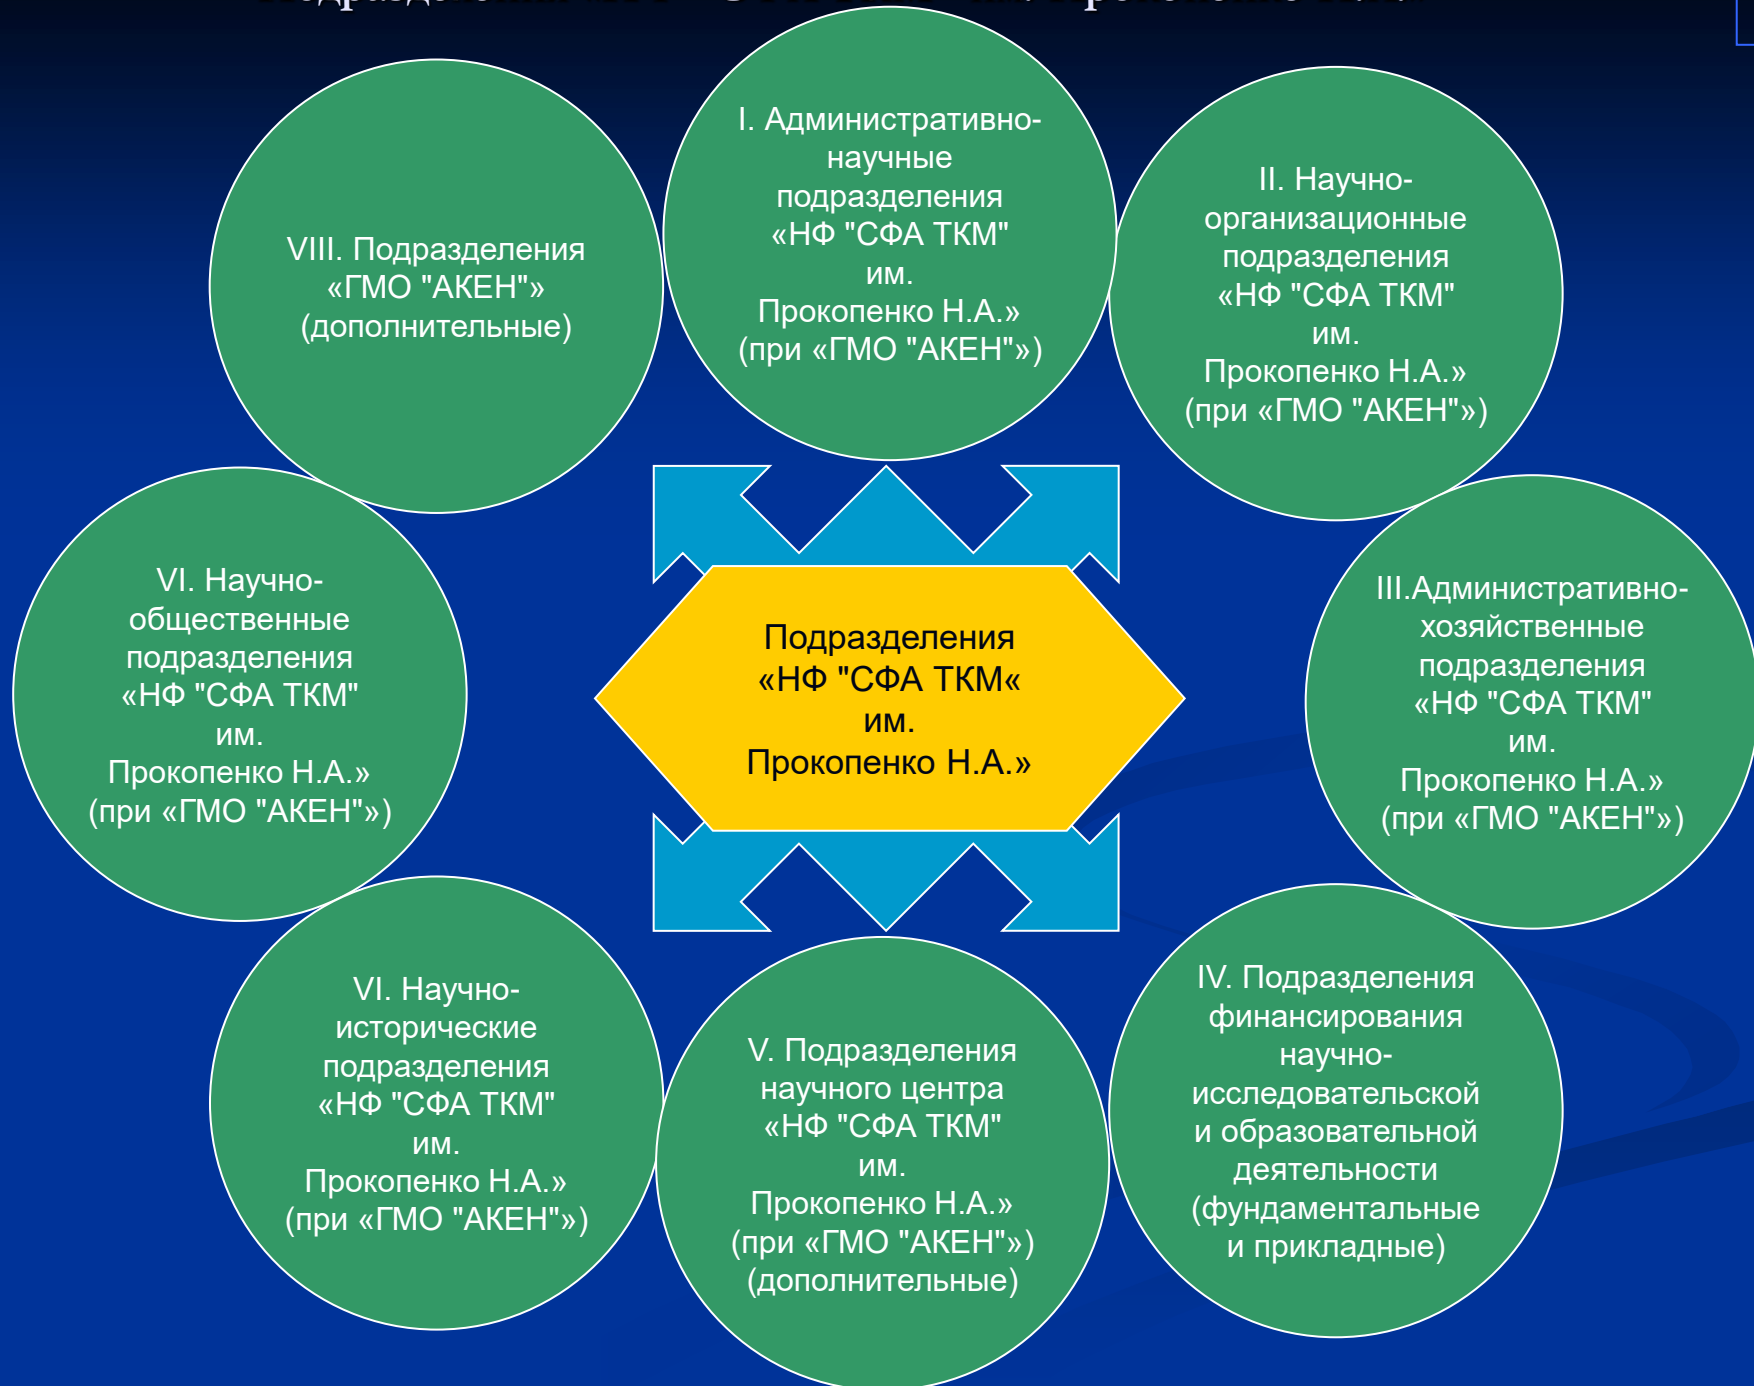 I. Административно-
научные
подразделения
«НФ "СФА ТКМ"
им.
Прокопенко Н.А.»
(при «ГМО "АКЕН"»)
II. Научно-
организационные
подразделения
«НФ "СФА ТКМ"
им.
Прокопенко Н.А.»
(при «ГМО "АКЕН"»)
III.Административно-
хозяйственные
подразделения
«НФ "СФА ТКМ"
им.
Прокопенко Н.А.»
(при «ГМО "АКЕН"»)
IV. Подразделения
финансирования
научно-
исследовательской
и образовательной
деятельности
(фундаментальные
и прикладные)
V. Подразделения
научного центра
«НФ "СФА ТКМ"
им.
Прокопенко Н.А.»
(при «ГМО "АКЕН"»)
(дополнительные)
VI. Научно-
исторические
подразделения
«НФ "СФА ТКМ"
им.
Прокопенко Н.А.»
(при «ГМО "АКЕН"»)
VI. Научно-
общественные
подразделения
«НФ "СФА ТКМ"
им.
Прокопенко Н.А.»
(при «ГМО "АКЕН"»)
VIII. Подразделения
«ГМО "АКЕН"»
(дополнительные)
Подразделения
«НФ "СФА ТКМ«
им.
Прокопенко Н.А.»